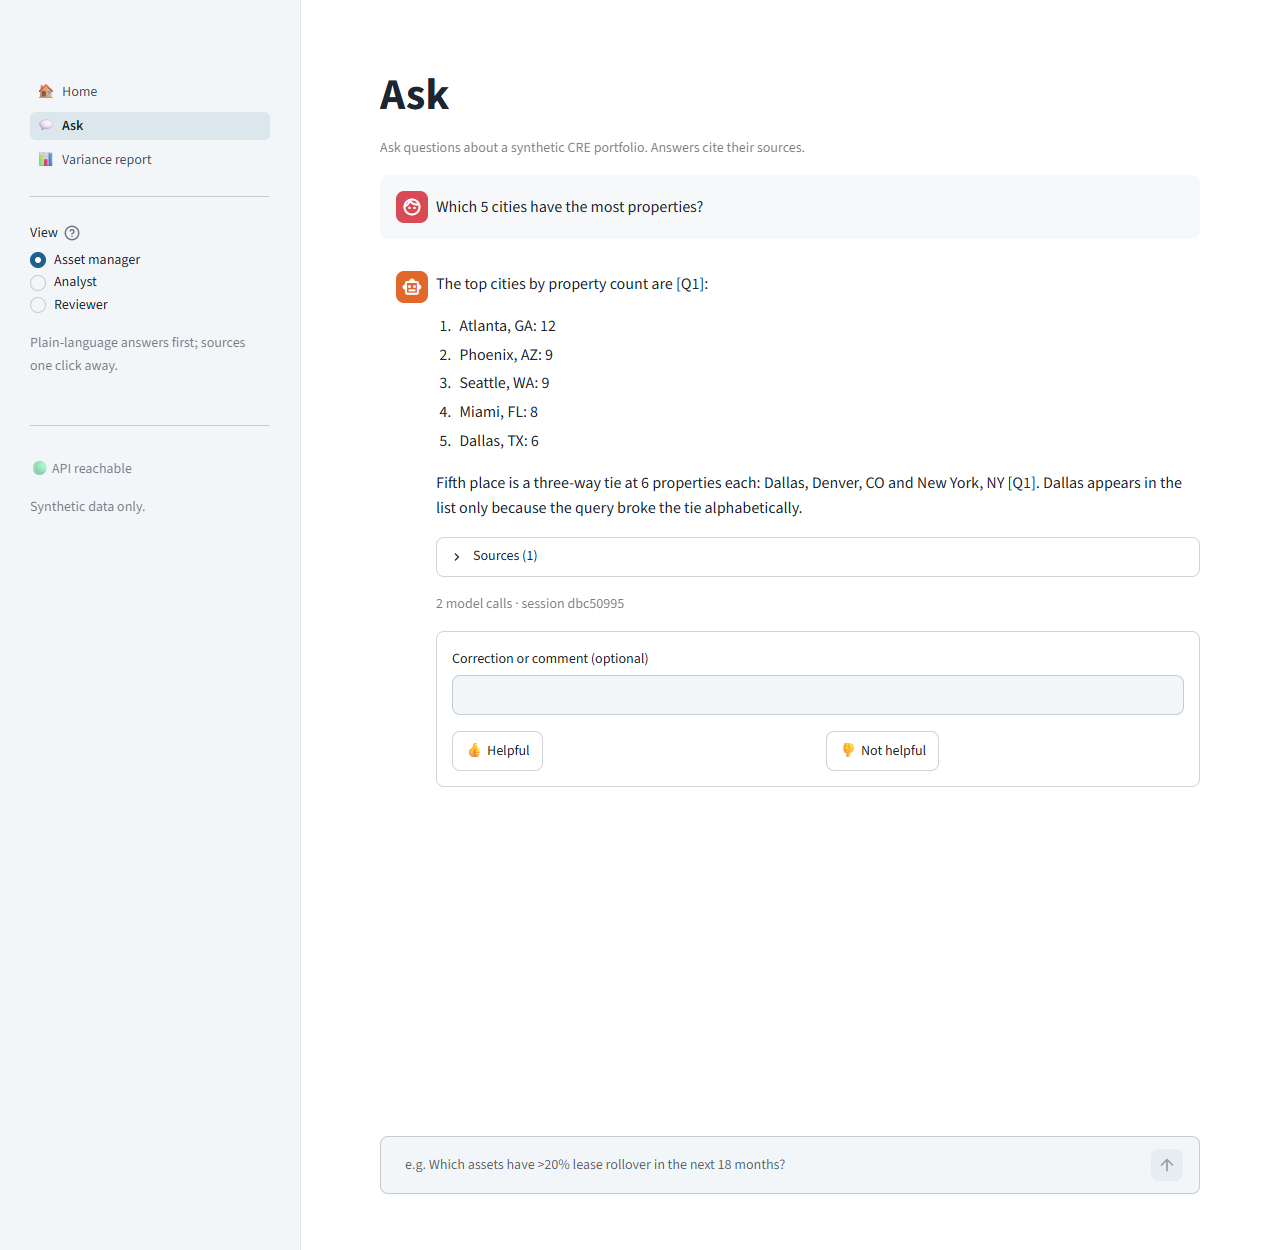 Home
Ask
Variance report
View
Asset manager
Analyst
Reviewer
Plain-language answers first; sources
one click away.
API reachable
Synthetic data only.
Ask
Ask questions about a synthetic CRE portfolio. Answers cite their sources.
Which 5 cities have the most properties?
The top cities by property count are [Q1]:
1. Atlanta, GA: 12
2. Phoenix, AZ: 9
3. Seattle, WA: 9
4. Miami, FL: 8
5. Dallas, TX: 6
Fifth place is a three-way tie at 6 properties each: Dallas, Denver, CO and New York, NY [Q1]. Dallas appears in the
list only because the query broke the tie alphabetically.
Sources (1)
2 model calls · session dbc50995
Correction or comment (optional)
Helpful
Not helpful
e.g. Which assets have >20% lease rollover in the next 18 months?